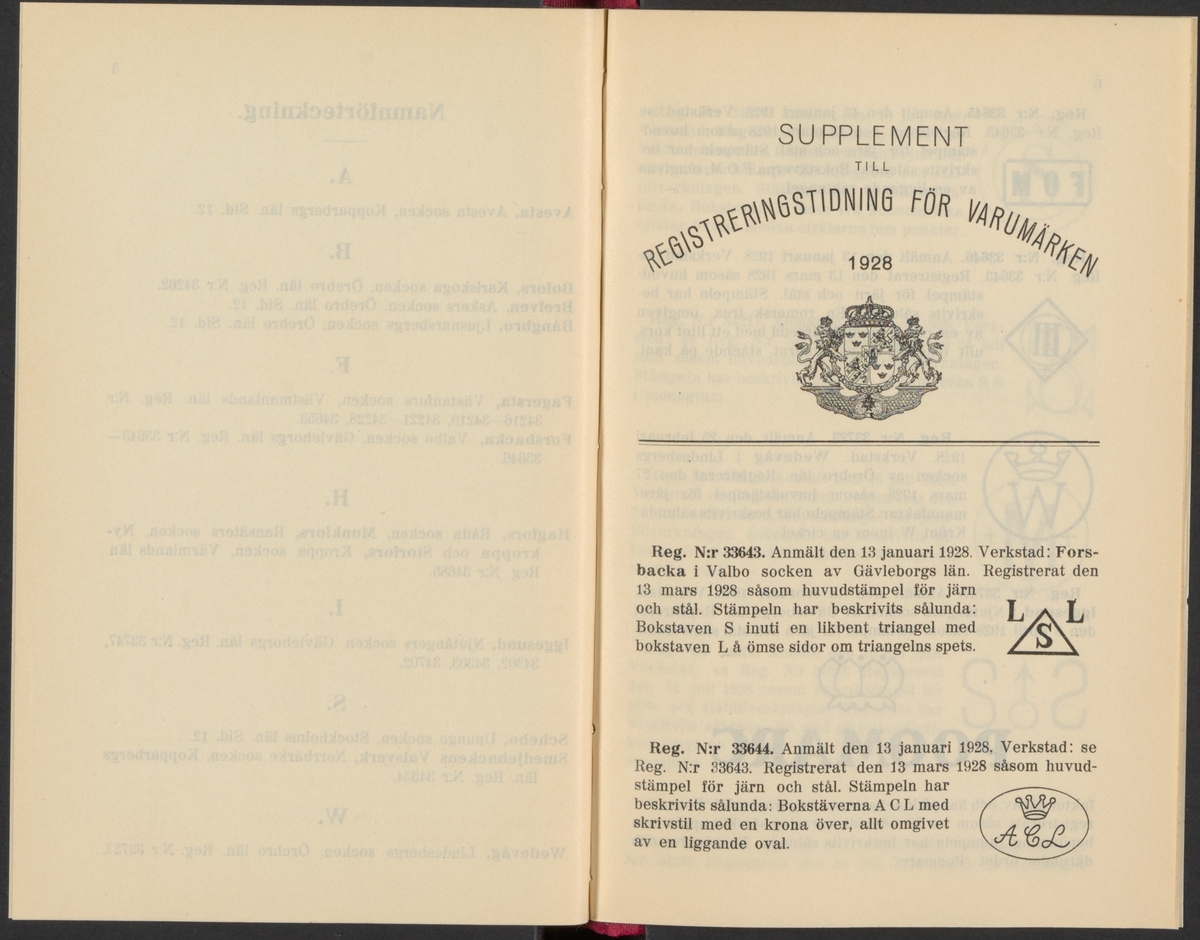 SUPPLEMENT
TILL
REGISTRERINGSTIDNING FÖR VARUMÄRKEN
1928
Reg. N:r 33643. Anmält den 13 januari 1928. Verkstad: Fors-
backa i Valbo socken av Gävleborgs län. Registrerat den
13 mars 1928 såsom huvudstämpel för järn
och stål. Stämpeln har beskrivits sålunda:
Bokstaven S inuti en likbent triangel med
bokstaven L å ömse sidor om triangelns spets.
L L
S
Reg. N:r 33644. Anmält den 13 januari 1928. Verkstad: se
Reg. N:r 33643. Registrerat den 13 mars 1928 såsom huvud-
stämpel för järn och stål. Stämpeln har
beskrivits sålunda: Bokstäverna A C L med
skrivstil med en krona över, allt omgivet
av en liggande oval.
ACL